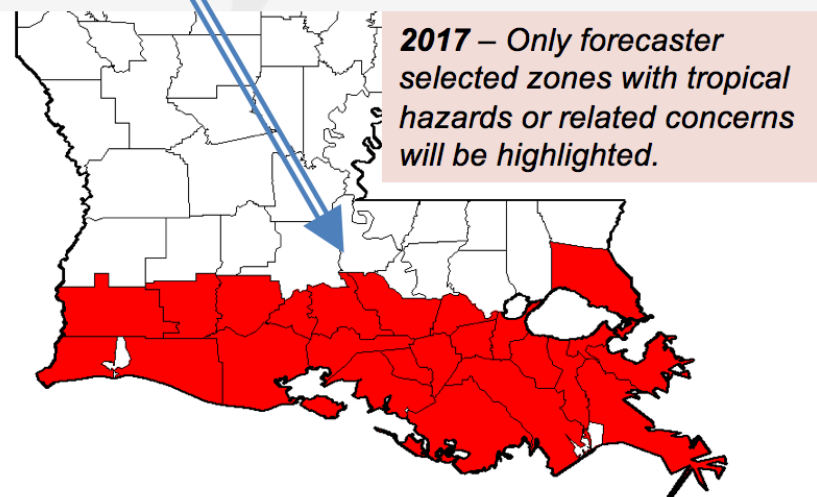 2017 – Only forecaster
selected zones with tropical
hazards or related concerns
will be highlighted.